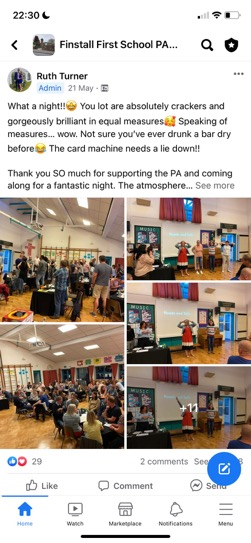 22:30
Finstall First School PA...
Ruth Turner
Admin · 21 May ·
What a night!!🤩 You lot are absolutely crackers and
gorgeously brilliant in equal measures🥰 Speaking of
measures... wow. Not sure you've ever drunk a bar dry
before😂 The card machine needs a lie down!!
Thank you SO much for supporting the PA and coming
along for a fantastic night. The atmosphere... See more
+11
29
2 comments
Like
Comment
Send
Home
Watch
Marketplace
Notifications
Menu